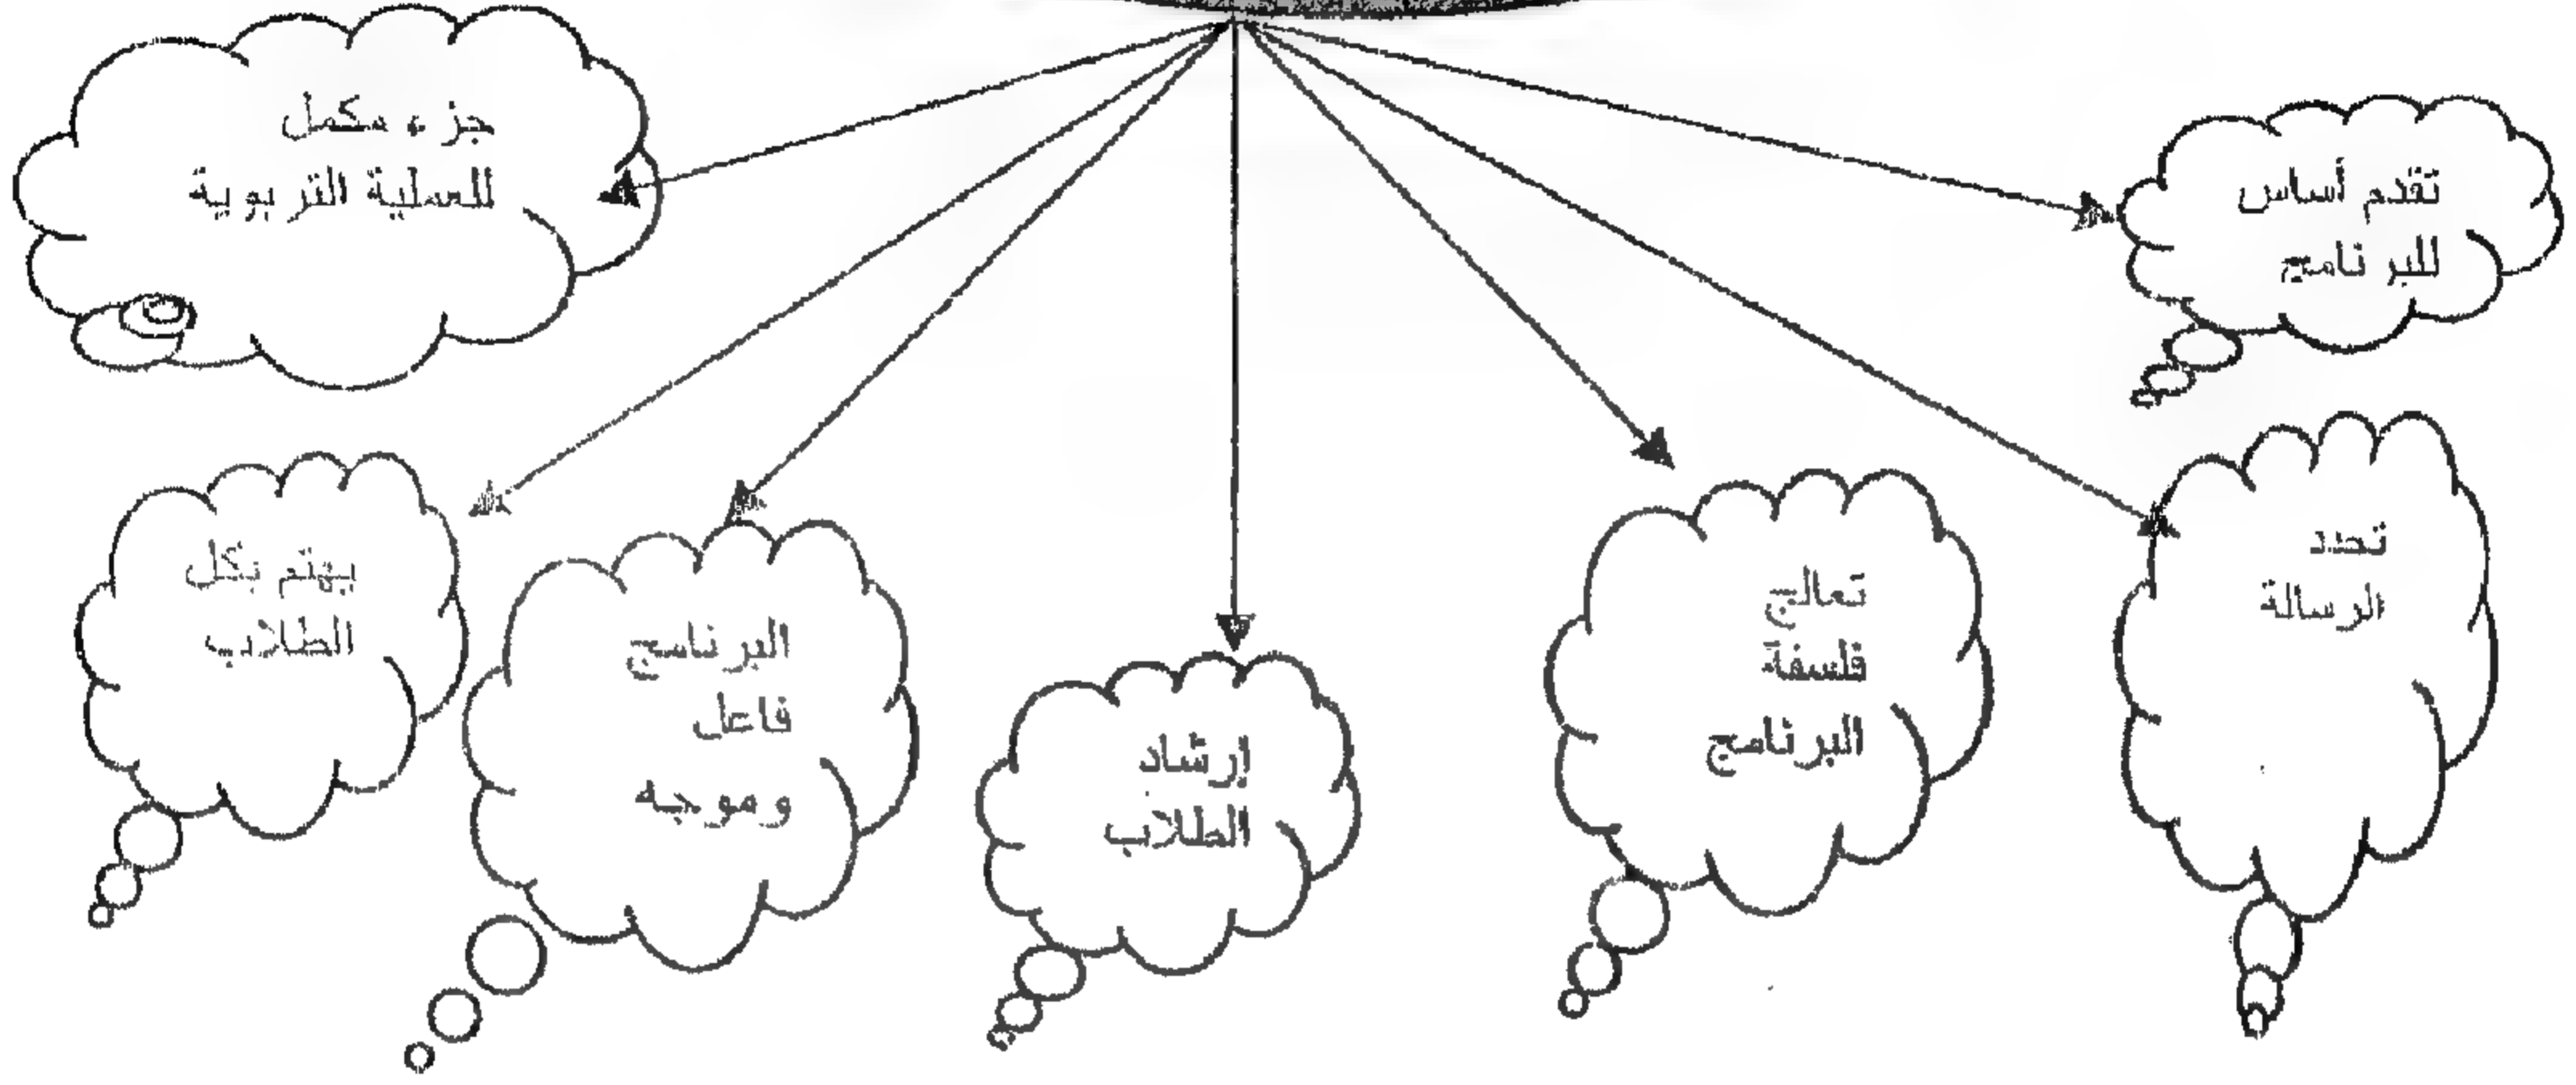 تقدم أساس
للبرنامج
تحدد
الرسالة
تعالج
فلسفة
البرنامج
إرشاد
الطلاب
البرنامج
فاعل
وموجه
يهتم بكل
الطلاب
جزء مكمل
للعملية التربوية